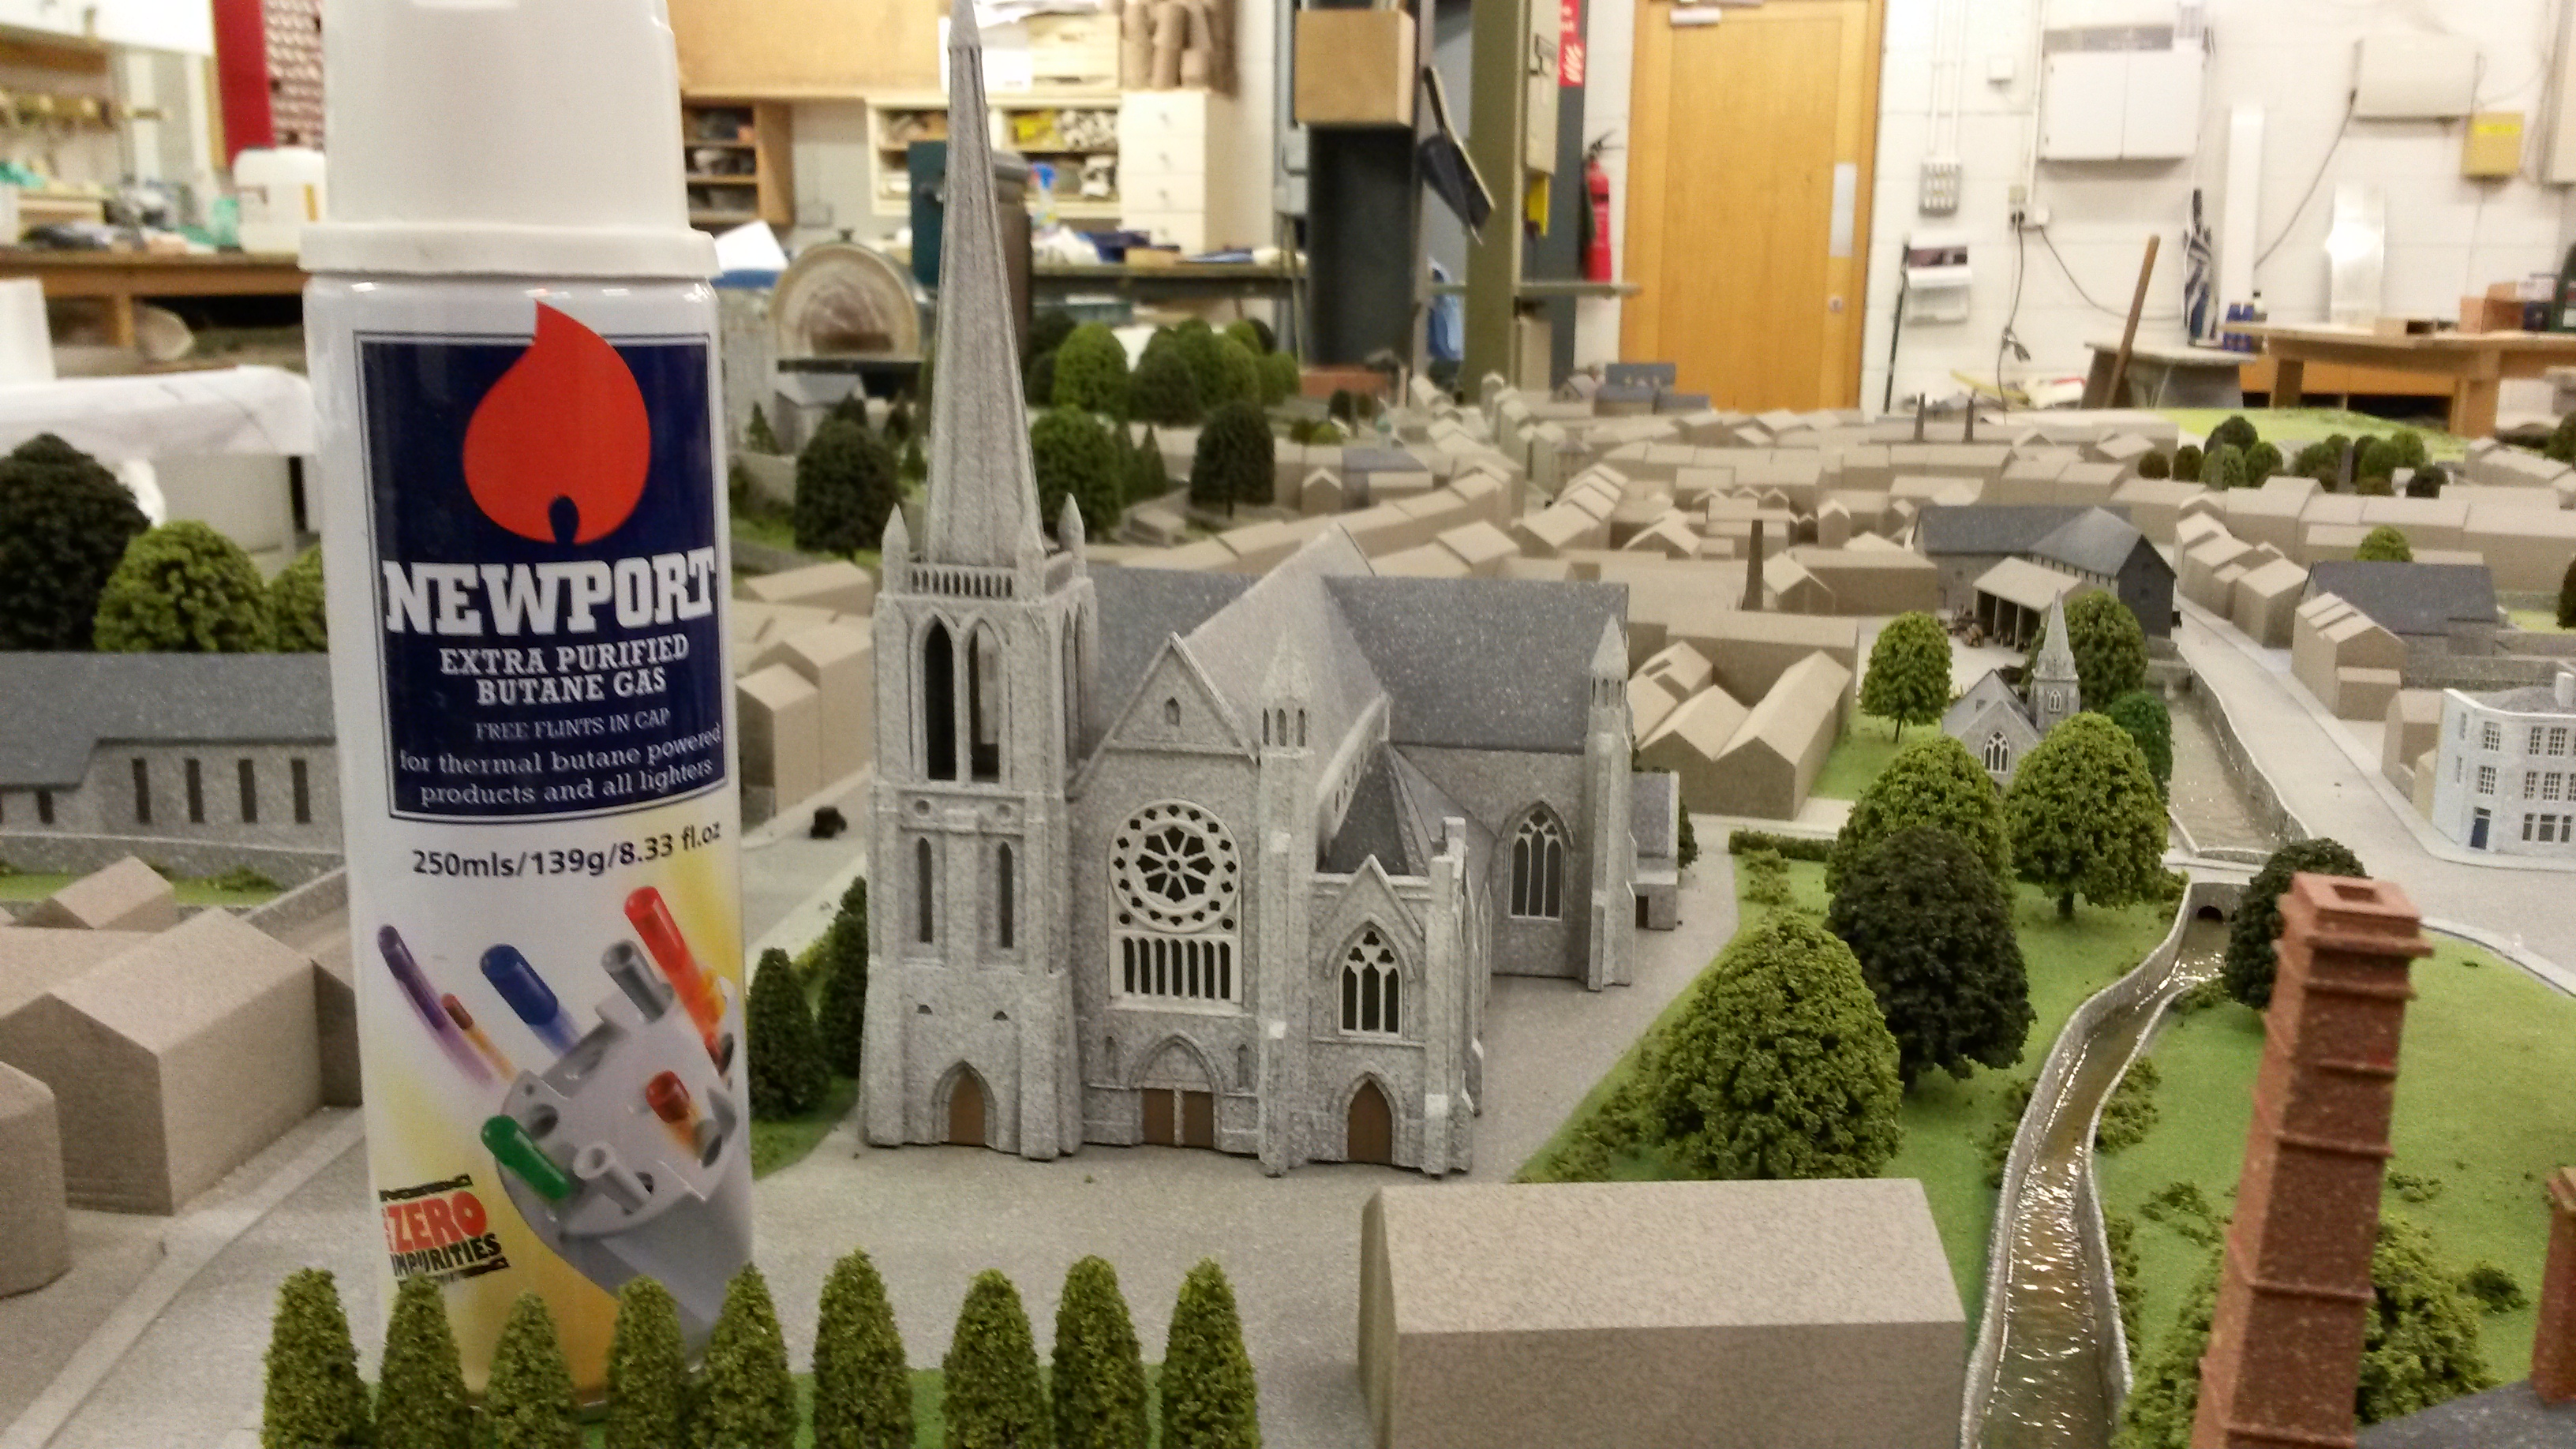 NEWPORT
EXTRA PURIFIED
BUTANE GAS
FREE FLINTS IN CAP
for thermal butane powered
products and all lighters
250mls/139g/8.33 fl.oz
ZERO
IMPURITIES